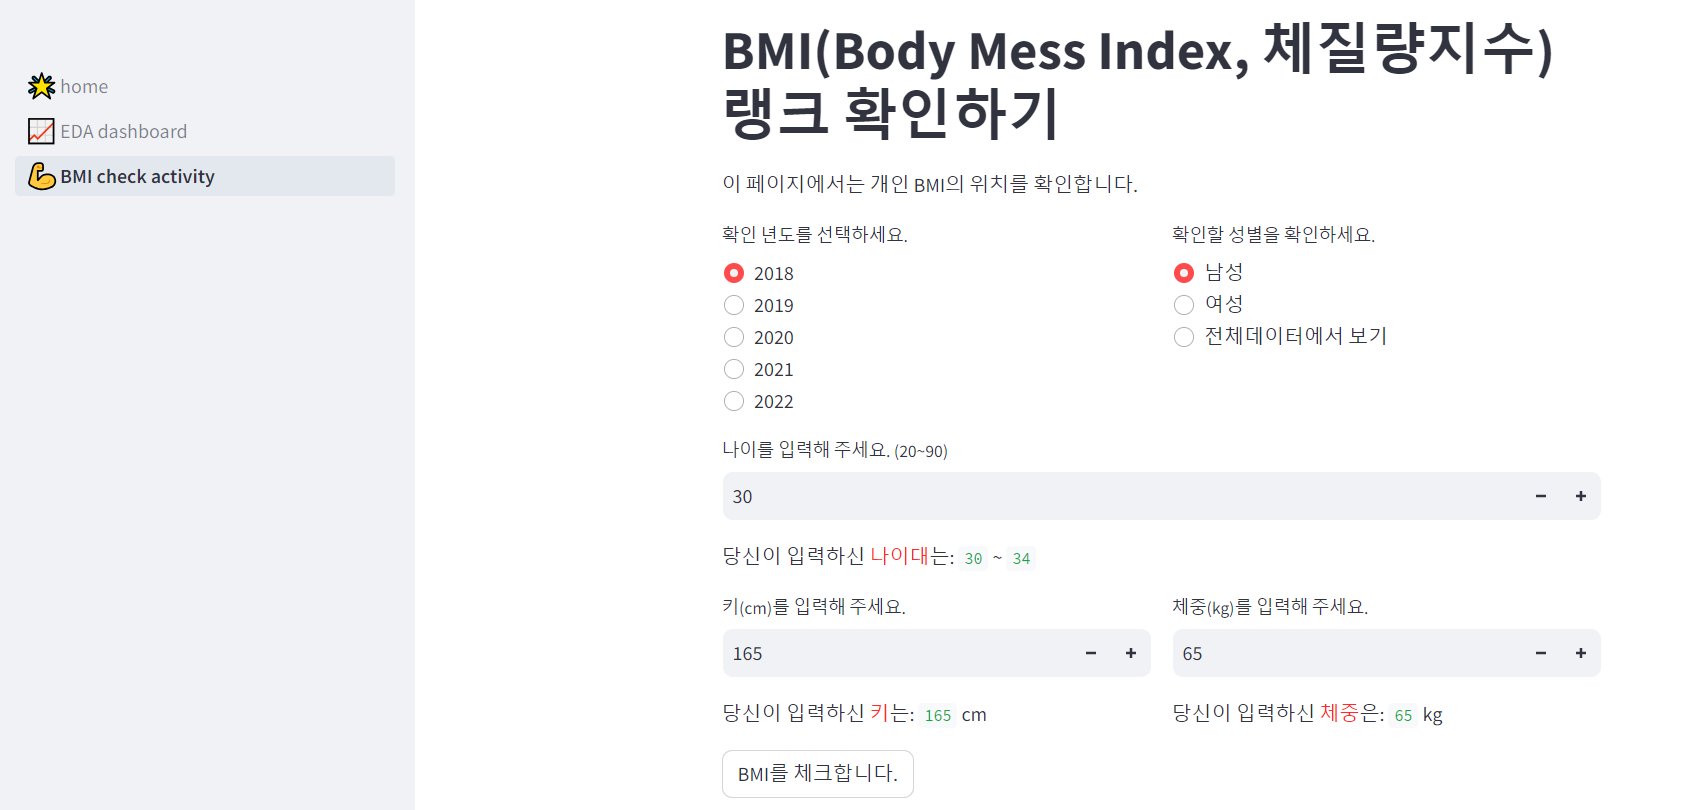 home
EDA dashboard
BMI check activity
BMI(Body Mess Index, 체질량지수)
랭크 확인하기
이 페이지에서는 개인 BMI의 위치를 확인합니다.
확인 년도를 선택하세요.
2018
2019
2020
2021
2022
확인할 성별을 확인하세요.
남성
여성
전체데이터에서 보기
나이를 입력해 주세요. (20~90)
30
당신이 입력하신 나이대는: 30 ~ 34
키(cm)를 입력해 주세요.
165
당신이 입력하신 키는: 165 cm
체중(kg)를 입력해 주세요.
65
당신이 입력하신 체중은: 65 kg
BMI를 체크합니다.